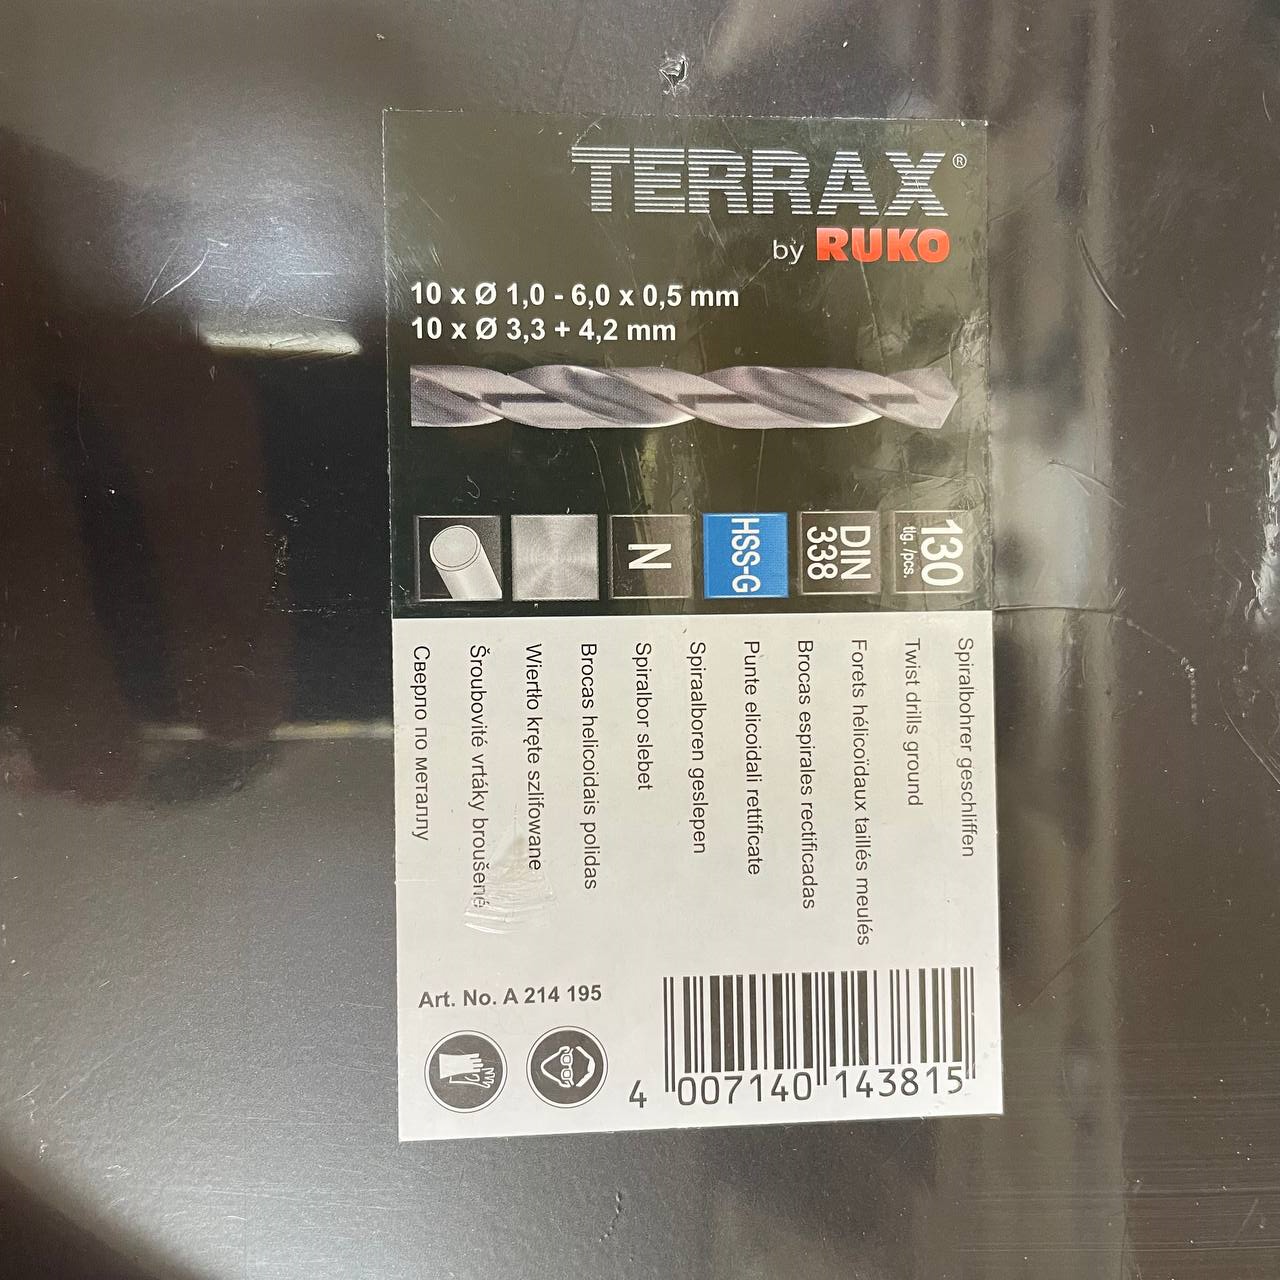 TERRAX®
by RUKO
10 x Ø 1,0 - 6,0 x 0,5 mm
10 x Ø 3,3 + 4,2 mm
130
tlg. /pcs.
DIN
338
HSS-G
N
Spiralbohrer geschliffen
Twist drills ground
Forets hélicoïdaux taillés meulés
Brocas espirales rectificadas
Punte elicoidali rettificate
Spiraalboren geslepen
Spiralbor slebet
Brocas helicoidais polidas
Wiertło kręte szlifowane
Šroubovité vrtáky broušené
Сверло по металлу
Art. No. A 214 195
4 007140 143815